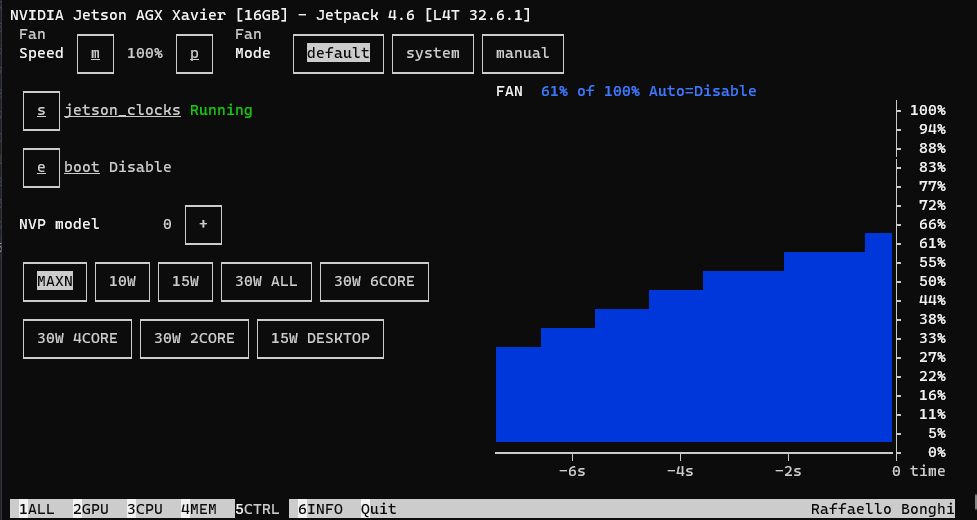 NVIDIA Jetson AGX Xavier [16GB] - Jetpack 4.6 [L4T 32.6.1]
Fan Fan
Speed m 100% p Mode default system manual
FAN 61% of 100% Auto=Disable
s jetson_clocks Running
100%
94%
88%
e boot Disable 83%
77%
72%
NVP model 0 + 66%
61%
55%
MAXN 10W 15W 30W ALL 30W 6CORE 50%
44%
38%
30W 4CORE 30W 2CORE 15W DESKTOP 33%
27%
22%
16%
11%
5%
0%
-6s -4s -2s 0 time
1ALL 2GPU 3CPU 4MEM 5CTRL 6INFO Quit Raffaello Bonghi